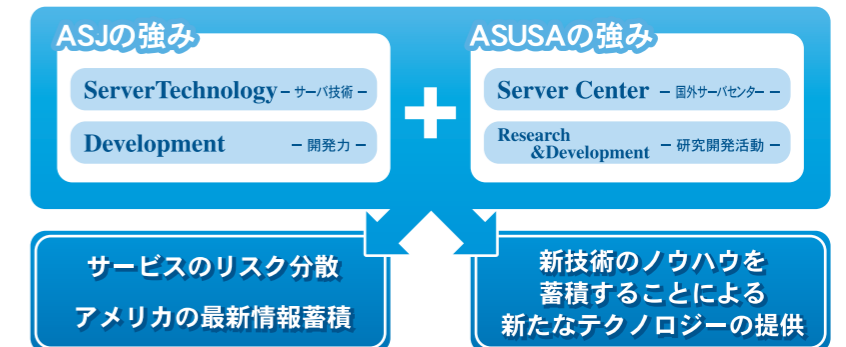 ASJの強み
ServerTechnology − サーバ技術 −
Development − 開発力 −
+
ASUSAの強み
Server Center − 国外サーバセンター −
Research
&Development − 研究開発活動 −
サービスのリスク分散
アメリカの最新情報蓄積
新技術のノウハウを
蓄積することによる
新たなテクノロジーの提供